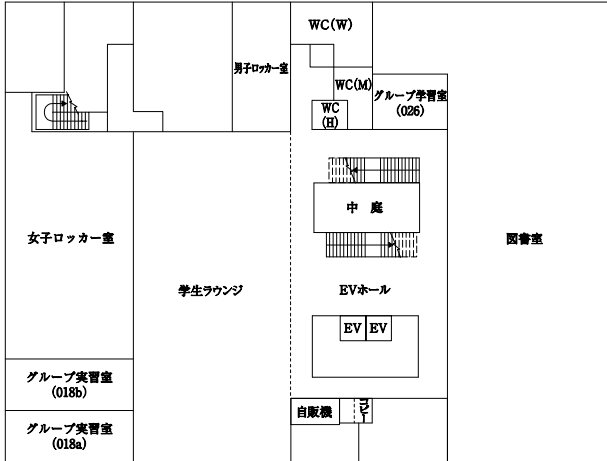 WC(W)
男子ロッカー室
WC(M)
グループ学習室
(026)
WC
(H)
中 庭
女子ロッカー室
図書室
学生ラウンジ
EVホール
EV
EV
グループ実習室
(018b)
自販機
コピー
グループ実習室
(018a)